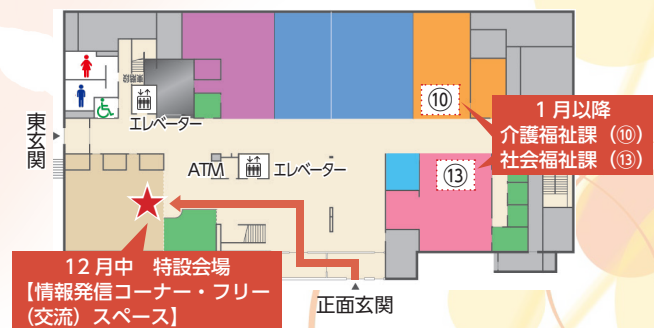 東階段
エレベーター
東玄関
ATM
エレベーター
⑩
⑬
1月以降
介護福祉課(⑩)
社会福祉課(⑬)
12月中 特設会場
【情報発信コーナー・フリー
(交流)スペース】
正面玄関